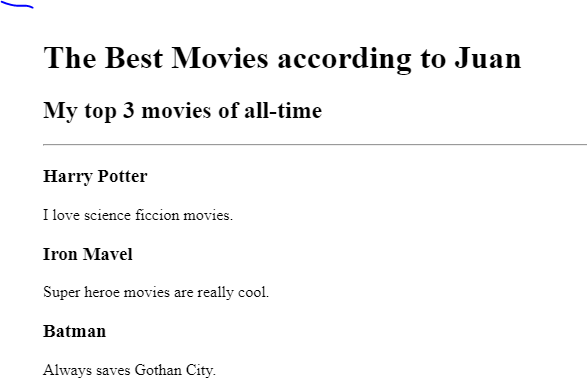 The Best Movies according to Juan
My top 3 movies of all-time
Harry Potter
I love science ficcion movies.
Iron Mavel
Super heroe movies are really cool.
Batman
Always saves Gothan City.